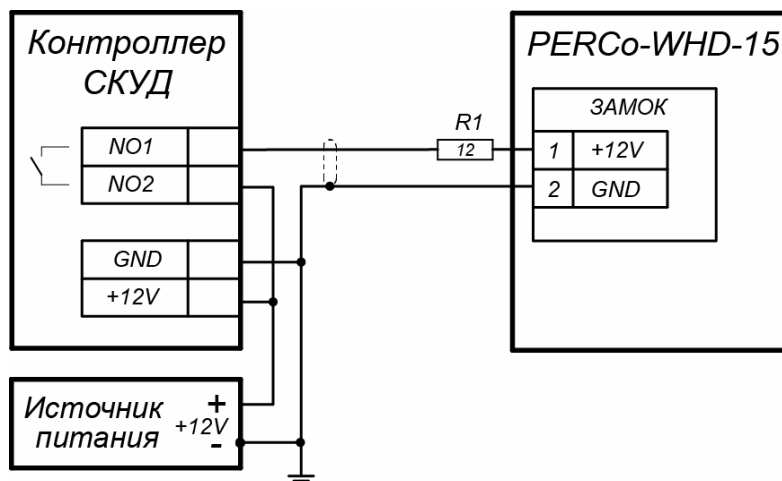 Контроллер
СКУД
NO1
NO2
GND
+12V
Источник
питания
+
+12V
-
R1
12
PERCo-WHD-15
ЗАМОК
1 +12V
2 GND